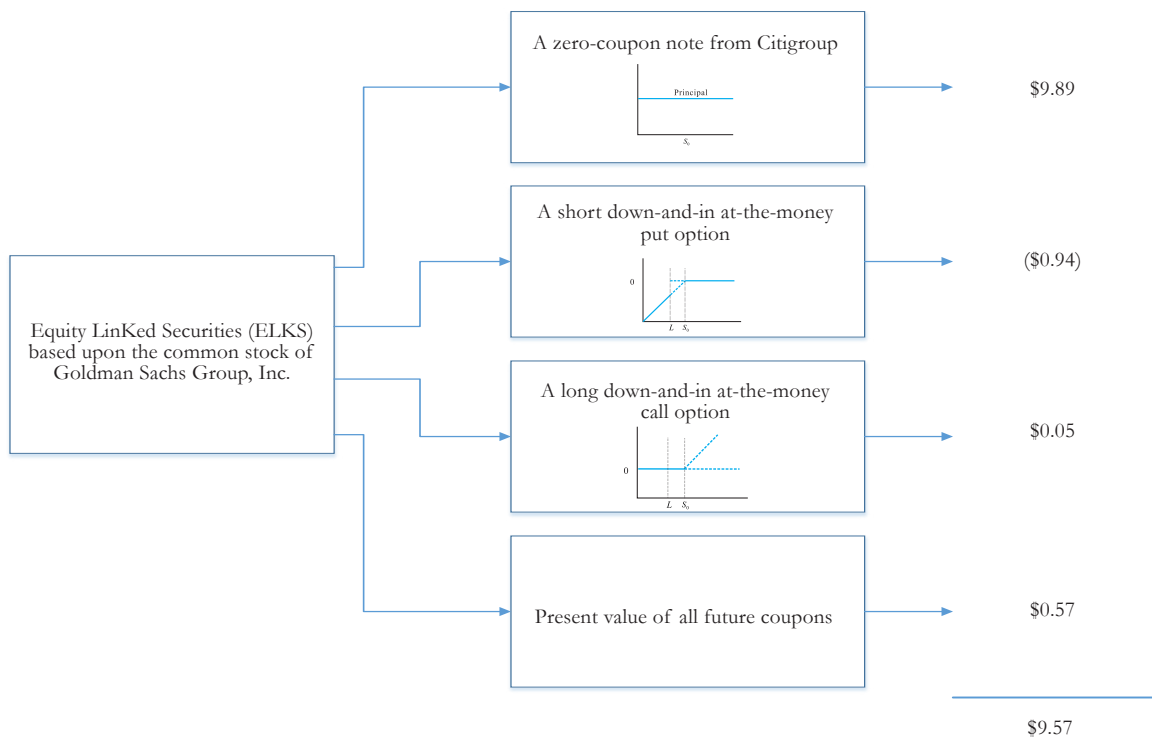 A zero-coupon note from Citigroup
Principal
S₀
$9.89
A short down-and-in at-the-money
put option
0
L
S₀
($0.94)
Equity LinKed Securities (ELKS)
based upon the common stock of
Goldman Sachs Group, Inc.
A long down-and-in at-the-money
call option
0
L
S₀
$0.05
Present value of all future coupons
$0.57
$9.57